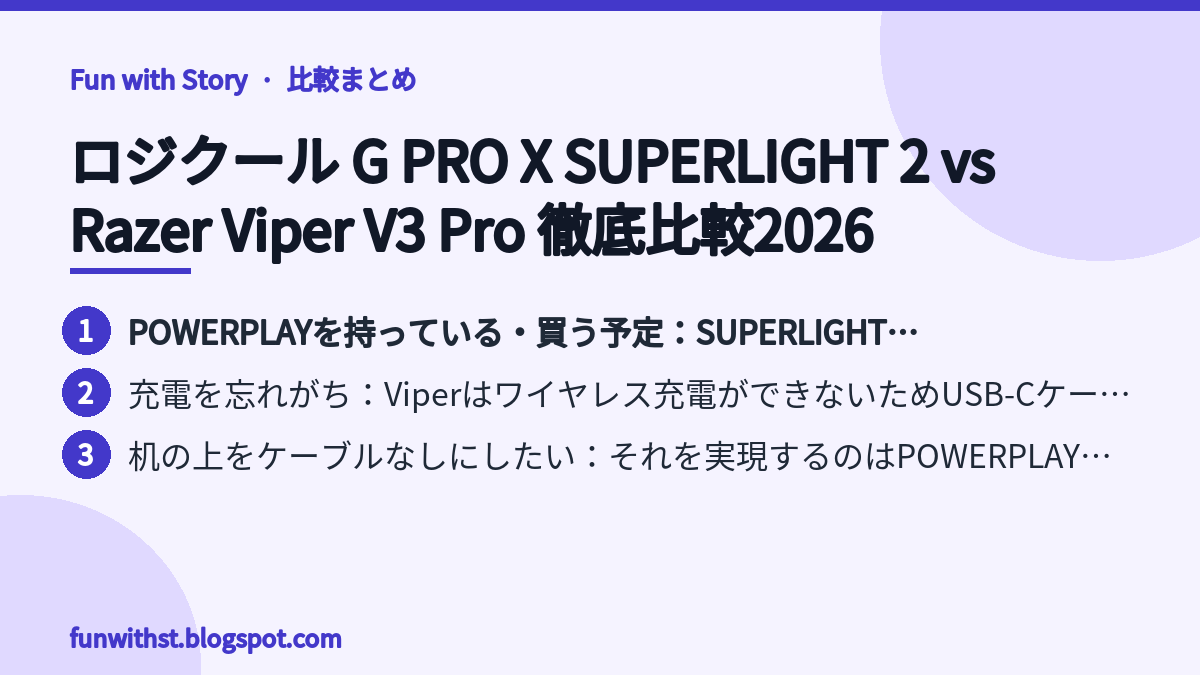 Fun with Story ・ 比較まとめ
ロジクール G PRO X SUPERLIGHT 2 vs
Razer Viper V3 Pro 徹底比較2026
1 POWERPLAYを持っている・買う予定：SUPERLIGHT…
2 充電を忘れがち：Viperはワイヤレス充電ができないためUSB-Cケー…
3 机の上をケーブルなしにしたい：それを実現するのはPOWERPLAY…
funwithst.blogspot.com